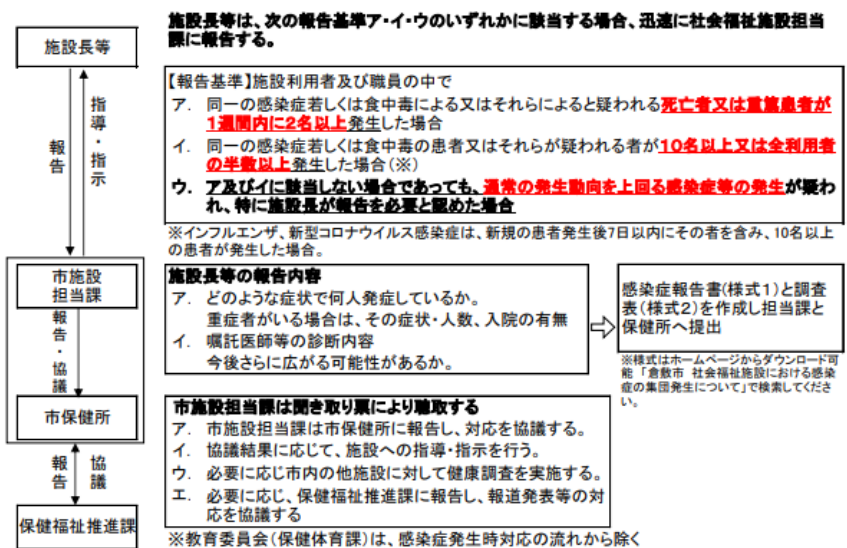 施設長等は、次の報告基準ア・イ・ウのいずれかに該当する場合、迅速に社会福祉施設担当
課に報告する。
施設長等
報告
指導・指示
【報告基準】施設利用者及び職員の中で
ア. 同一の感染症若しくは食中毒による又はそれらによると疑われる死亡者又は重篤患者が
1週間内に2名以上発生した場合
イ. 同一の感染症若しくは食中毒の患者又はそれらが疑われる者が10名以上又は全利用者
の半数以上発生した場合(※)
ウ. ア及びイに該当しない場合であっても、通常の発生動向を上回る感染症等の発生が疑わ
れ、特に施設長が報告を必要と認めた場合
※インフルエンザ、新型コロナウイルス感染症は、新規の患者発生後7日以内にその者を含み、10名以上
の患者が発生した場合。
市施設
担当課
報告・協議
市保健所
報告
協議
保健福祉推進課
施設長等の報告内容
ア. どのような症状で何人発症しているか。
重症者がいる場合は、その症状・人数、入院の有無
イ. 嘱託医師等の診断内容
今後さらに広がる可能性があるか。
感染症報告書(様式1)と調査
表(様式2)を作成し担当課と
保健所へ提出
※様式はホームページからダウンロード可
能 「倉敷市 社会福祉施設における感染
症の集団発生について」で検索してくださ
い。
市施設担当課は聞き取り票により聴取する
ア. 市施設担当課は市保健所に報告し、対応を協議する。
イ. 協議結果に応じて、施設への指導・指示を行う。
ウ. 必要に応じ市内の他施設に対して健康調査を実施する。
エ. 必要に応じ、保健福祉推進課に報告し、報道発表等の対
応を協議する
※教育委員会(保健体育課)は、感染症発生時対応の流れから除く